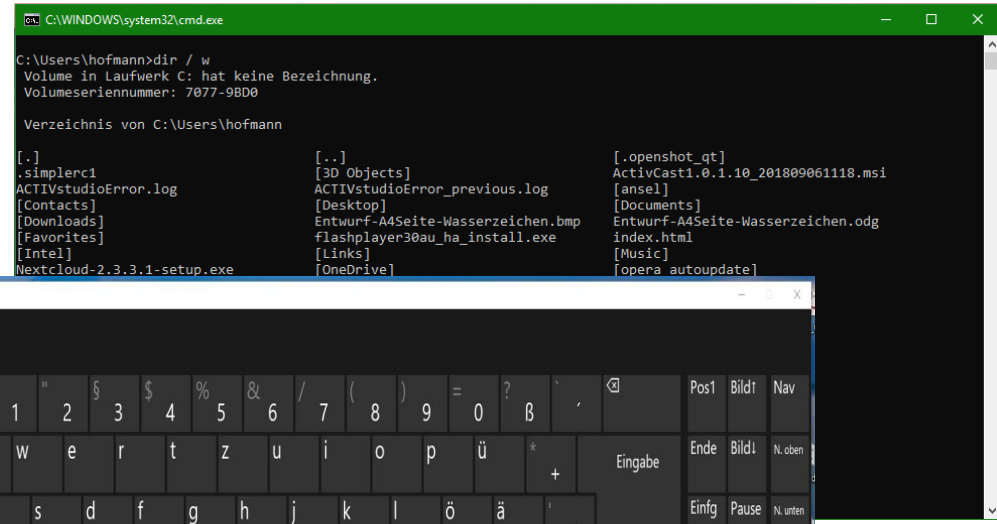 C:\WINDOWS\system32\cmd.exe
C:\Users\hofmann>dir / w
Volume in Laufwerk C: hat keine Bezeichnung.
Volumeseriennummer: 7077-9BD0
Verzeichnis von C:\Users\hofmann
[.] [..] [.openshot_qt]
.simplerc1 [3D Objects] ActivCast1.0.1.10_201809061118.msi
ACTIVstudioError.log ACTIVstudioError_previous.log [ansel]
[Contacts] [Desktop] [Documents]
[Downloads] Entwurf-A4Seite-Wasserzeichen.bmp Entwurf-A4Seite-Wasserzeichen.odg
[Favorites] flashplayer30au_ha_install.exe index.html
[Intel] [Links] [Music]
Nextcloud-2.3.3.1-setup.exe [OneDrive] [opera autoupdate]
1 " 2 § 3 $ 4 % 5 & 6 / 7 ( 8 ) 9 = 0 ? ß ` ´ Pos1 Bild↑ Nav
w e r t z u i o p ü * + Eingabe Ende Bild↓ N. oben
s d f g h j k l ö ä ' Einfg Pause N. unten